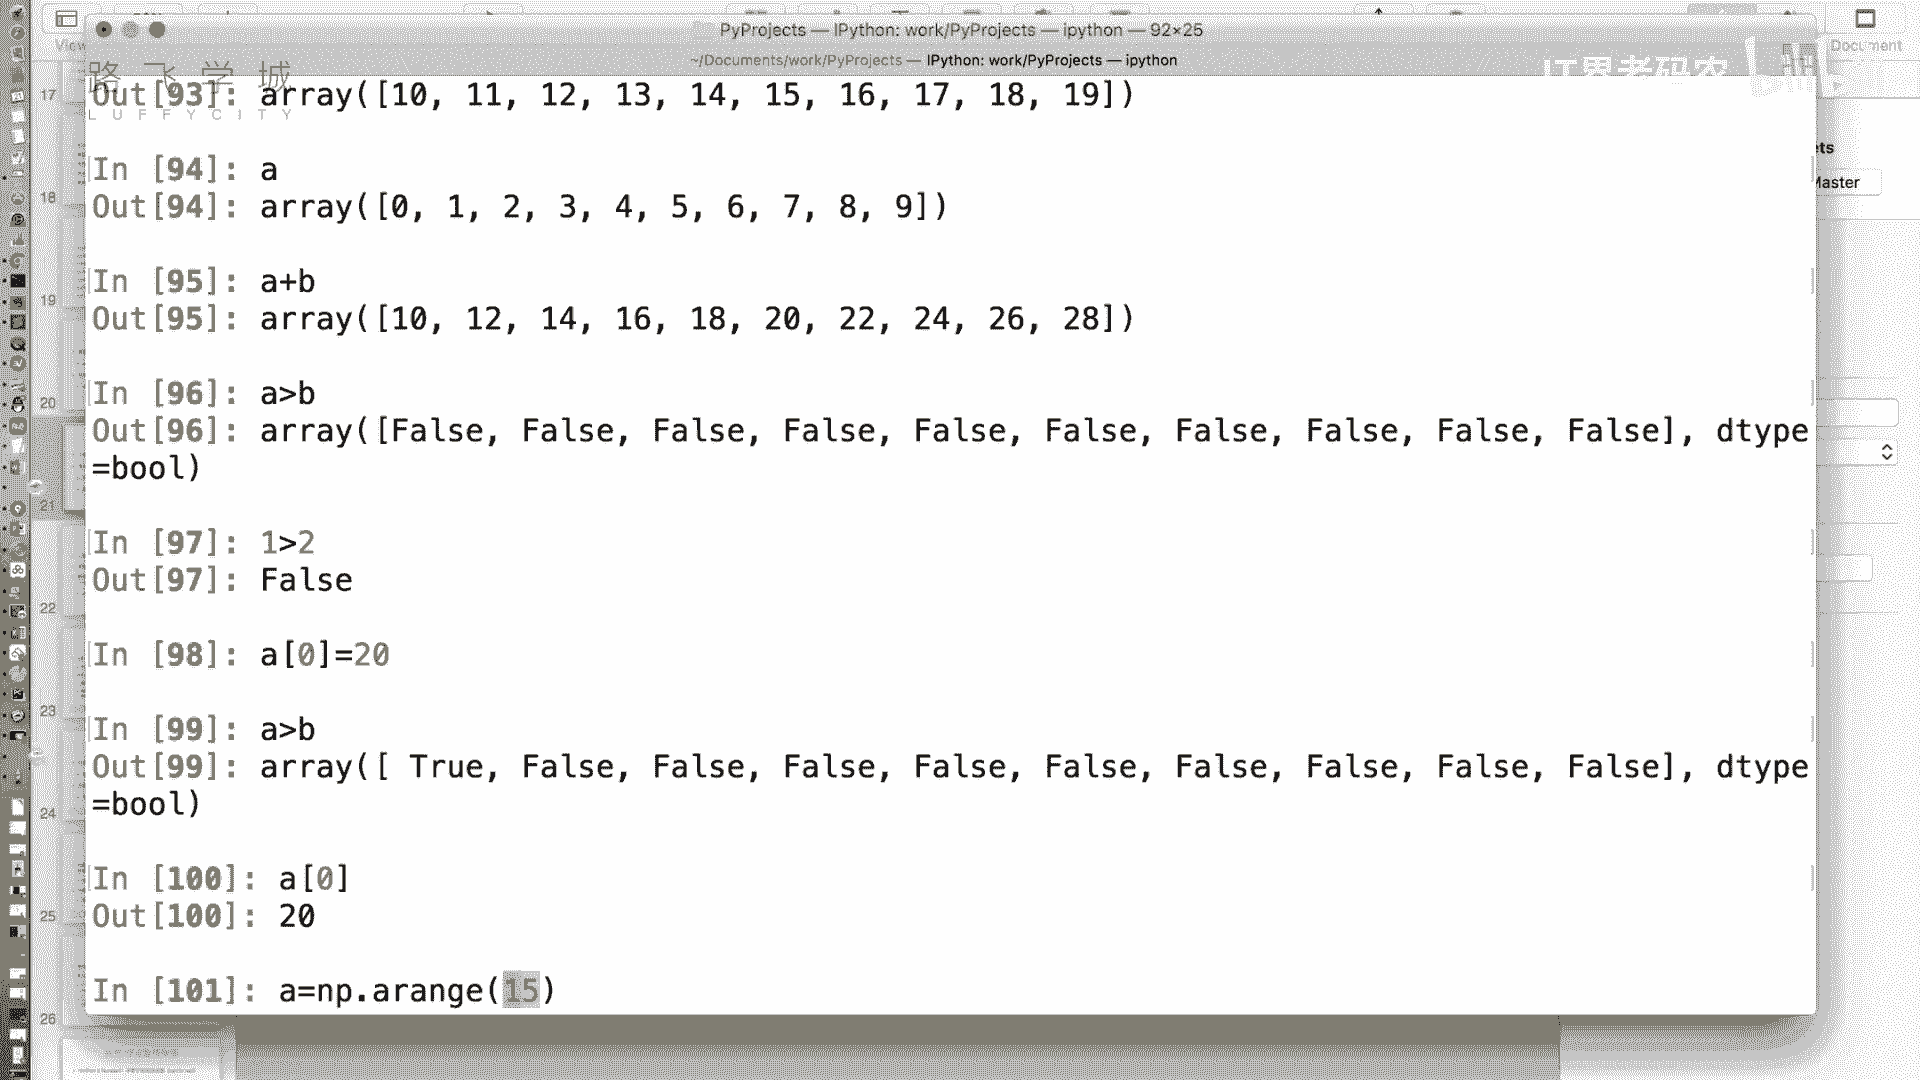 PyProjects — IPython: work/PyProjects — ipython — 92×25
~/Documents/work/PyProjects — IPython: work/PyProjects — ipython
View
Document
路飞学城
LUFFYCITY
IT界老码农
Out[93]: array([10, 11, 12, 13, 14, 15, 16, 17, 18, 19])
In [94]: a
Out[94]: array([0, 1, 2, 3, 4, 5, 6, 7, 8, 9])
In [95]: a+b
Out[95]: array([10, 12, 14, 16, 18, 20, 22, 24, 26, 28])
In [96]: a>b
Out[96]: array([False, False, False, False, False, False, False, False, False, False], dtype
=bool)
In [97]: 1>2
Out[97]: False
In [98]: a[0]=20
In [99]: a>b
Out[99]: array([ True, False, False, False, False, False, False, False, False, False], dtype
=bool)
In [100]: a[0]
Out[100]: 20
In [101]: a=np.arange(15)
17
18
19
20
21
22
23
24
25
26
ets
Master